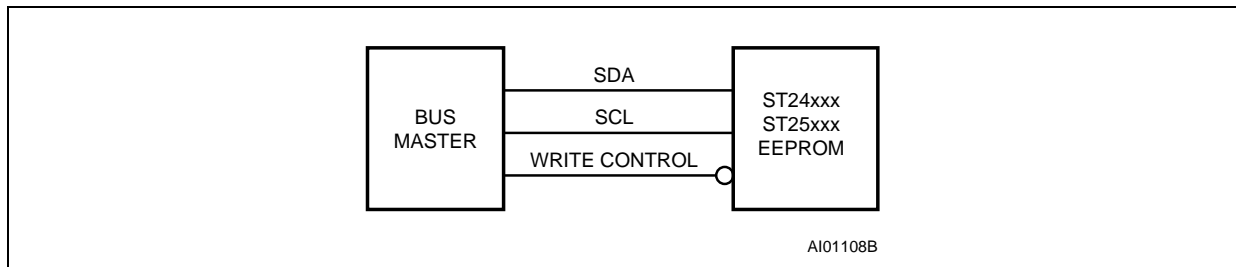 BUS
MASTER
SDA
SCL
WRITE CONTROL
ST24xxx
ST25xxx
EEPROM
AI01108B